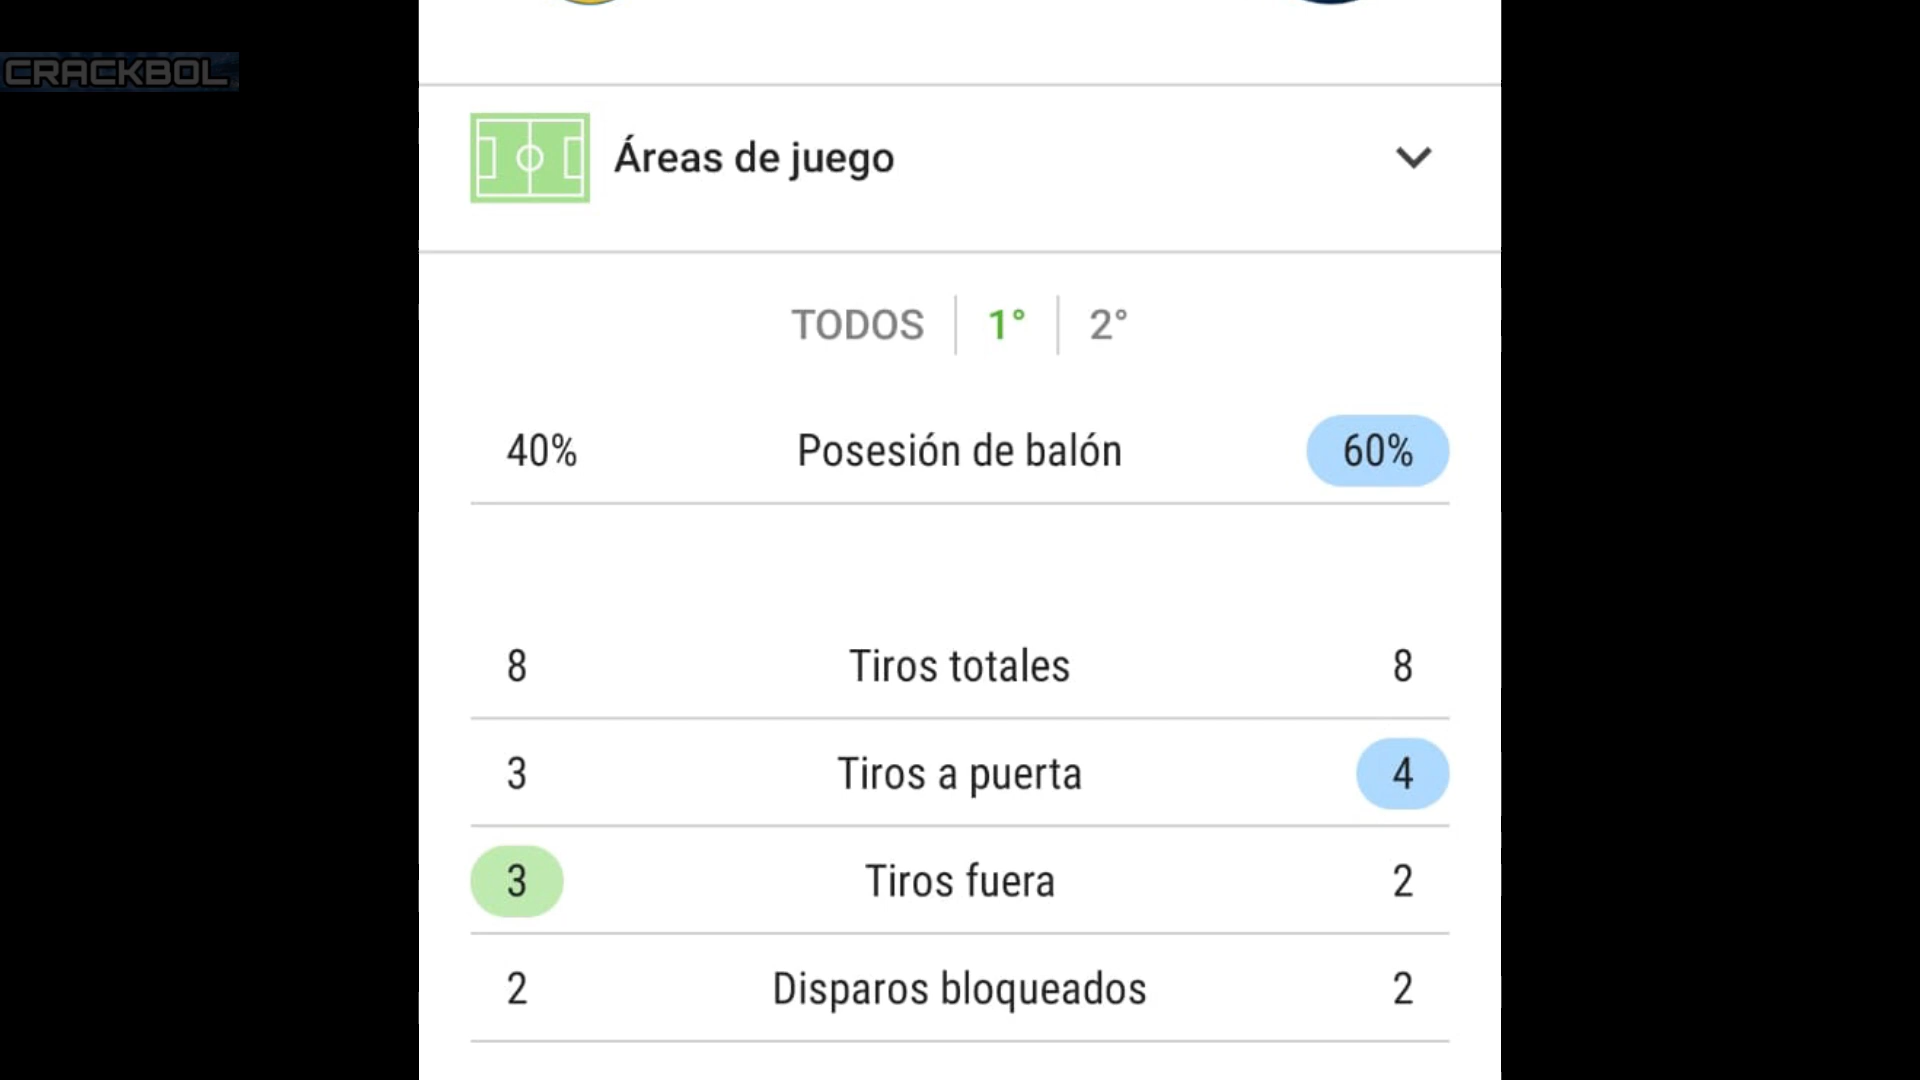 CRACKBOL
Áreas de juego
TODOS 1° 2°
40% Posesión de balón 60%
8 Tiros totales 8
3 Tiros a puerta 4
3 Tiros fuera 2
2 Disparos bloqueados 2